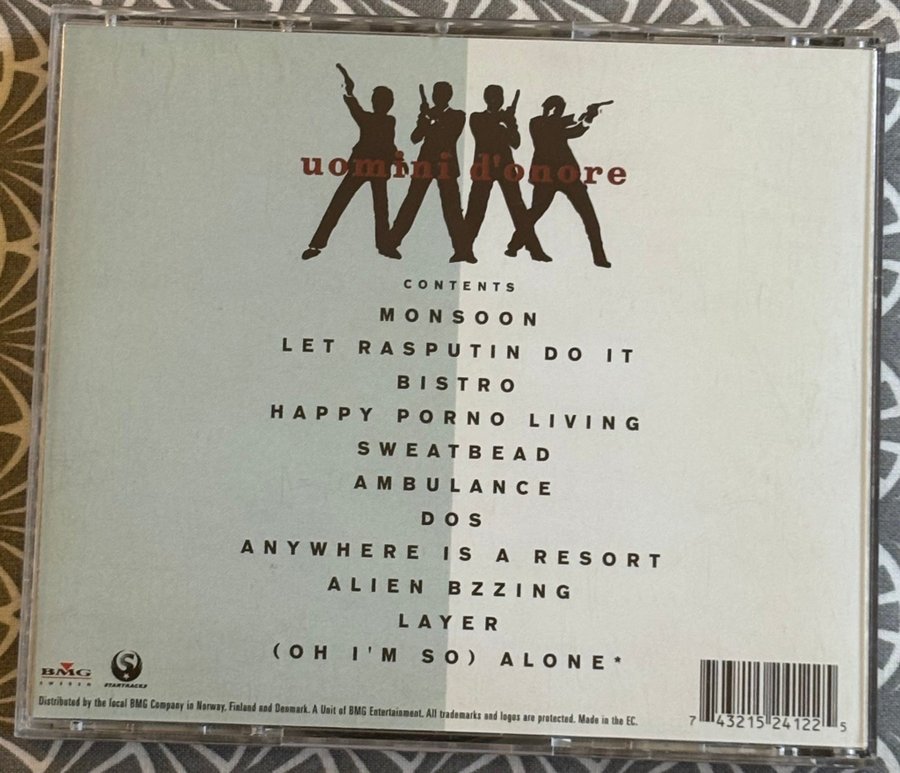 uomini d'onore
CONTENTS
MONSOON
LET RASPUTIN DO IT
BISTRO
HAPPY PORNO LIVING
SWEATBEAD
AMBULANCE
DOS
ANYWHERE IS A RESORT
ALIEN BZZING
LAYER
(OH I'M SO) ALONE*
BMG
SWEDEN
S
STARTRACKS
Distributed by the local BMG Company in Norway, Finland and Denmark. A Unit of BMG Entertainment. All trademarks and logos are protected. Made in the EC.
7 43215 24122 5